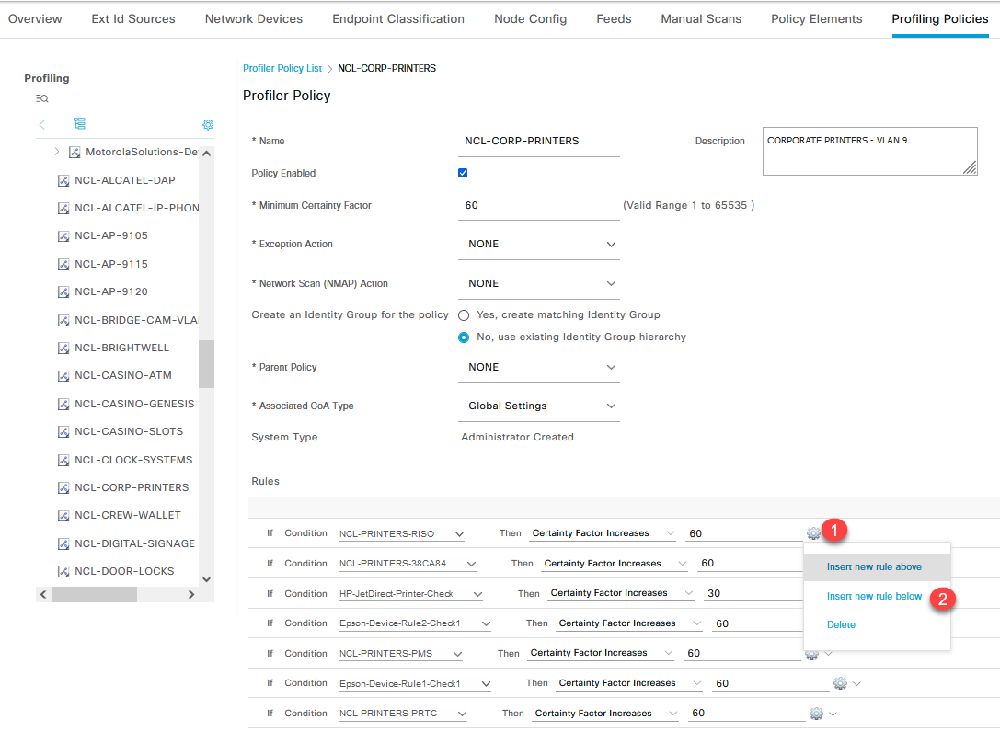 Overview Ext Id Sources Network Devices Endpoint Classification Node Config Feeds Manual Scans Policy Elements Profiling Policies
Profiling
MotorolaSolutions-De
NCL-ALCATEL-DAP
NCL-ALCATEL-IP-PHON
NCL-AP-9105
NCL-AP-9115
NCL-AP-9120
NCL-BRIDGE-CAM-VLA
NCL-BRIGHTWELL
NCL-CASINO-ATM
NCL-CASINO-GENESIS
NCL-CASINO-SLOTS
NCL-CLOCK-SYSTEMS
NCL-CORP-PRINTERS
NCL-CREW-WALLET
NCL-DIGITAL-SIGNAGE
NCL-DOOR-LOCKS
Profiler Policy List > NCL-CORP-PRINTERS
Profiler Policy
* Name NCL-CORP-PRINTERS Description CORPORATE PRINTERS - VLAN 9
Policy Enabled
* Minimum Certainty Factor 60 (Valid Range 1 to 65535 )
* Exception Action NONE
* Network Scan (NMAP) Action NONE
Create an Identity Group for the policy Yes, create matching Identity Group
No, use existing Identity Group hierarchy
* Parent Policy NONE
* Associated CoA Type Global Settings
System Type Administrator Created
Rules
If Condition NCL-PRINTERS-RISO Then Certainty Factor Increases 60 1
If Condition NCL-PRINTERS-38CA84 Then Certainty Factor Increases 60
Insert new rule above
If Condition HP-JetDirect-Printer-Check Then Certainty Factor Increases 30
Insert new rule below 2
If Condition Epson-Device-Rule2-Check1 Then Certainty Factor Increases 60
Delete
If Condition NCL-PRINTERS-PMS Then Certainty Factor Increases 60
If Condition Epson-Device-Rule1-Check1 Then Certainty Factor Increases 60
If Condition NCL-PRINTERS-PRTC Then Certainty Factor Increases 60